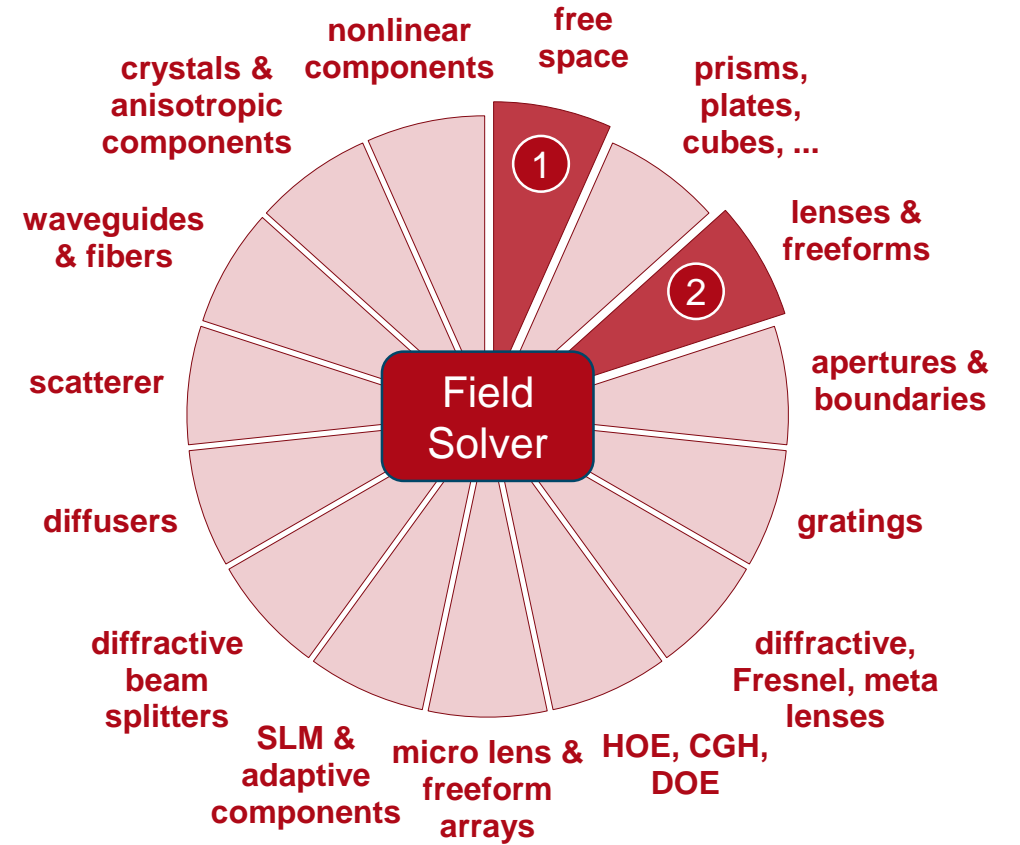 free
space
prisms,
plates,
cubes, ...
lenses &
freeforms
apertures &
boundaries
gratings
diffractive,
Fresnel, meta
lenses
HOE, CGH,
DOE
micro lens &
freeform
arrays
SLM &
adaptive
components
diffractive
beam
splitters
diffusers
scatterer
waveguides
& fibers
crystals &
anisotropic
components
nonlinear
components
1
2
Field
Solver